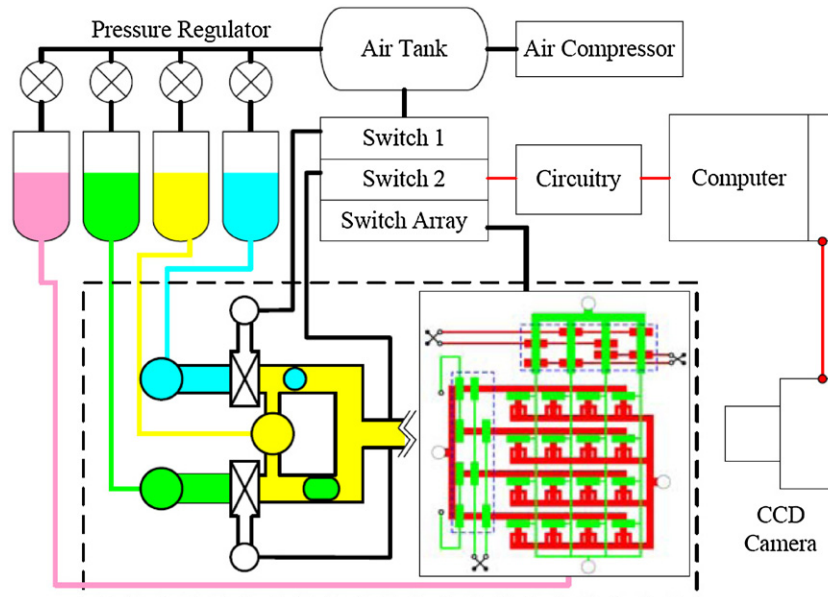 Pressure Regulator
Air Tank
Air Compressor
Switch 1
Switch 2
Circuitry
Computer
Switch Array
CCD
Camera